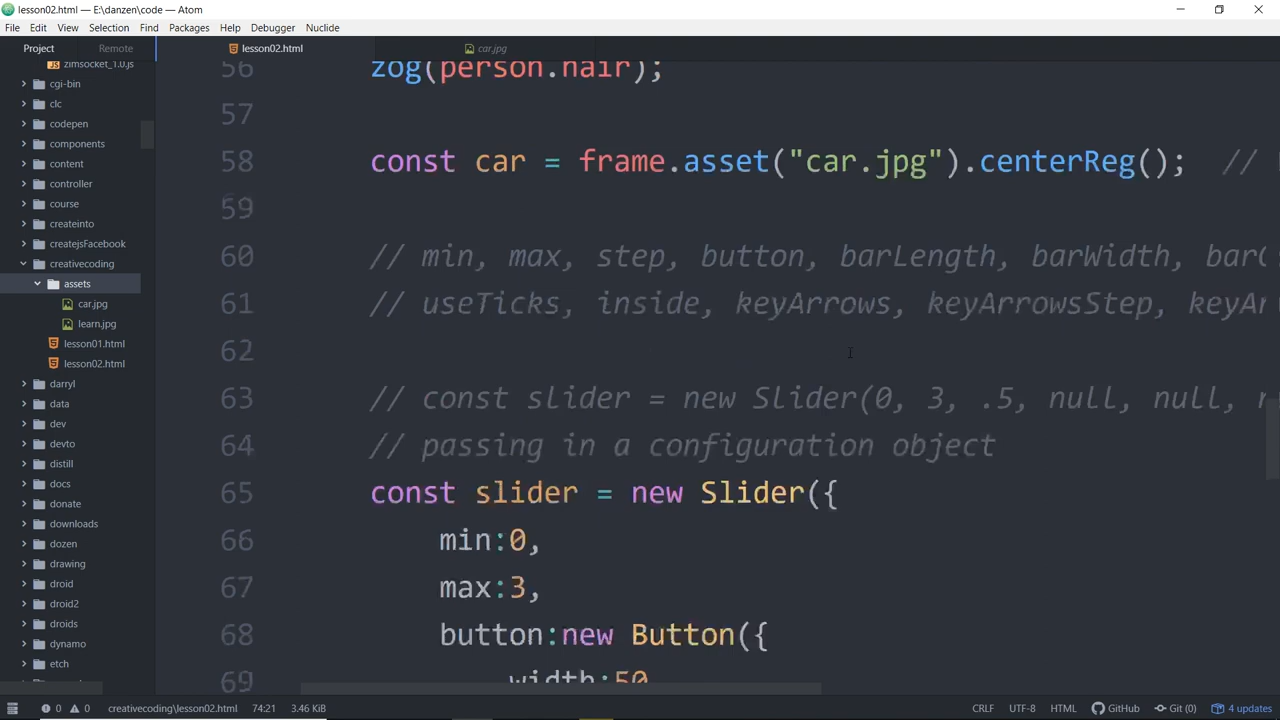 lesson02.html — E:\danzen\code — Atom
File Edit View Selection Find Packages Help Debugger Nuclide
Project Remote
lesson02.html
car.jpg
zimsocket_1.0.js
cgi-bin
clc
codepen
components
content
controller
course
createinto
createjsFacebook
creativecoding
assets
car.jpg
learn.jpg
lesson01.html
lesson02.html
darryl
data
dev
devto
distill
docs
donate
downloads
dozen
drawing
droid
droid2
droids
dynamo
etch
56 zog(person.hair);
57
58 const car = frame.asset("car.jpg").centerReg(); //
59
60 // min, max, step, button, barLength, barWidth, barC
61 // useTicks, inside, keyArrows, keyArrowsStep, keyAr
62
63 // const slider = new Slider(0, 3, .5, null, null, n
64 // passing in a configuration object
65 const slider = new Slider({
66 min:0,
67 max:3,
68 button:new Button({
69 width:50
0 0 creativecoding\lesson02.html 74:21 3.46 KiB CRLF UTF-8 HTML GitHub Git (0) 4 updates